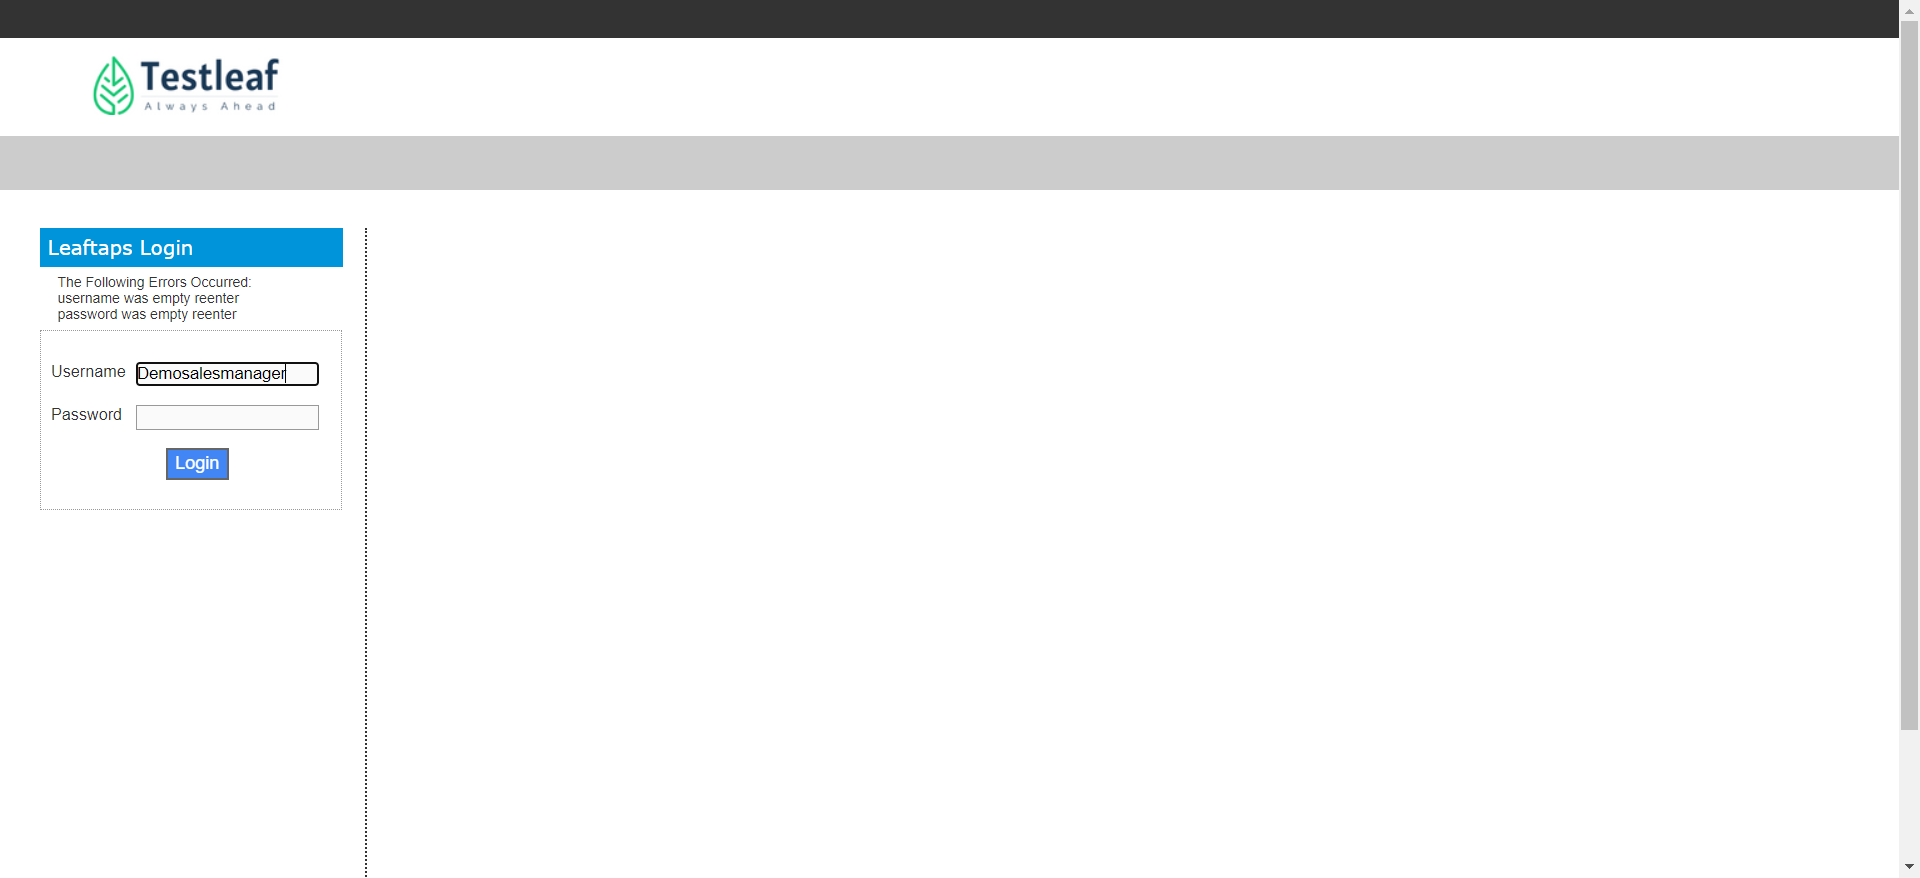 Testleaf
Always Ahead
Leaftaps Login
The Following Errors Occurred:
username was empty reenter
password was empty reenter
Username Demosalesmanager
Password
Login